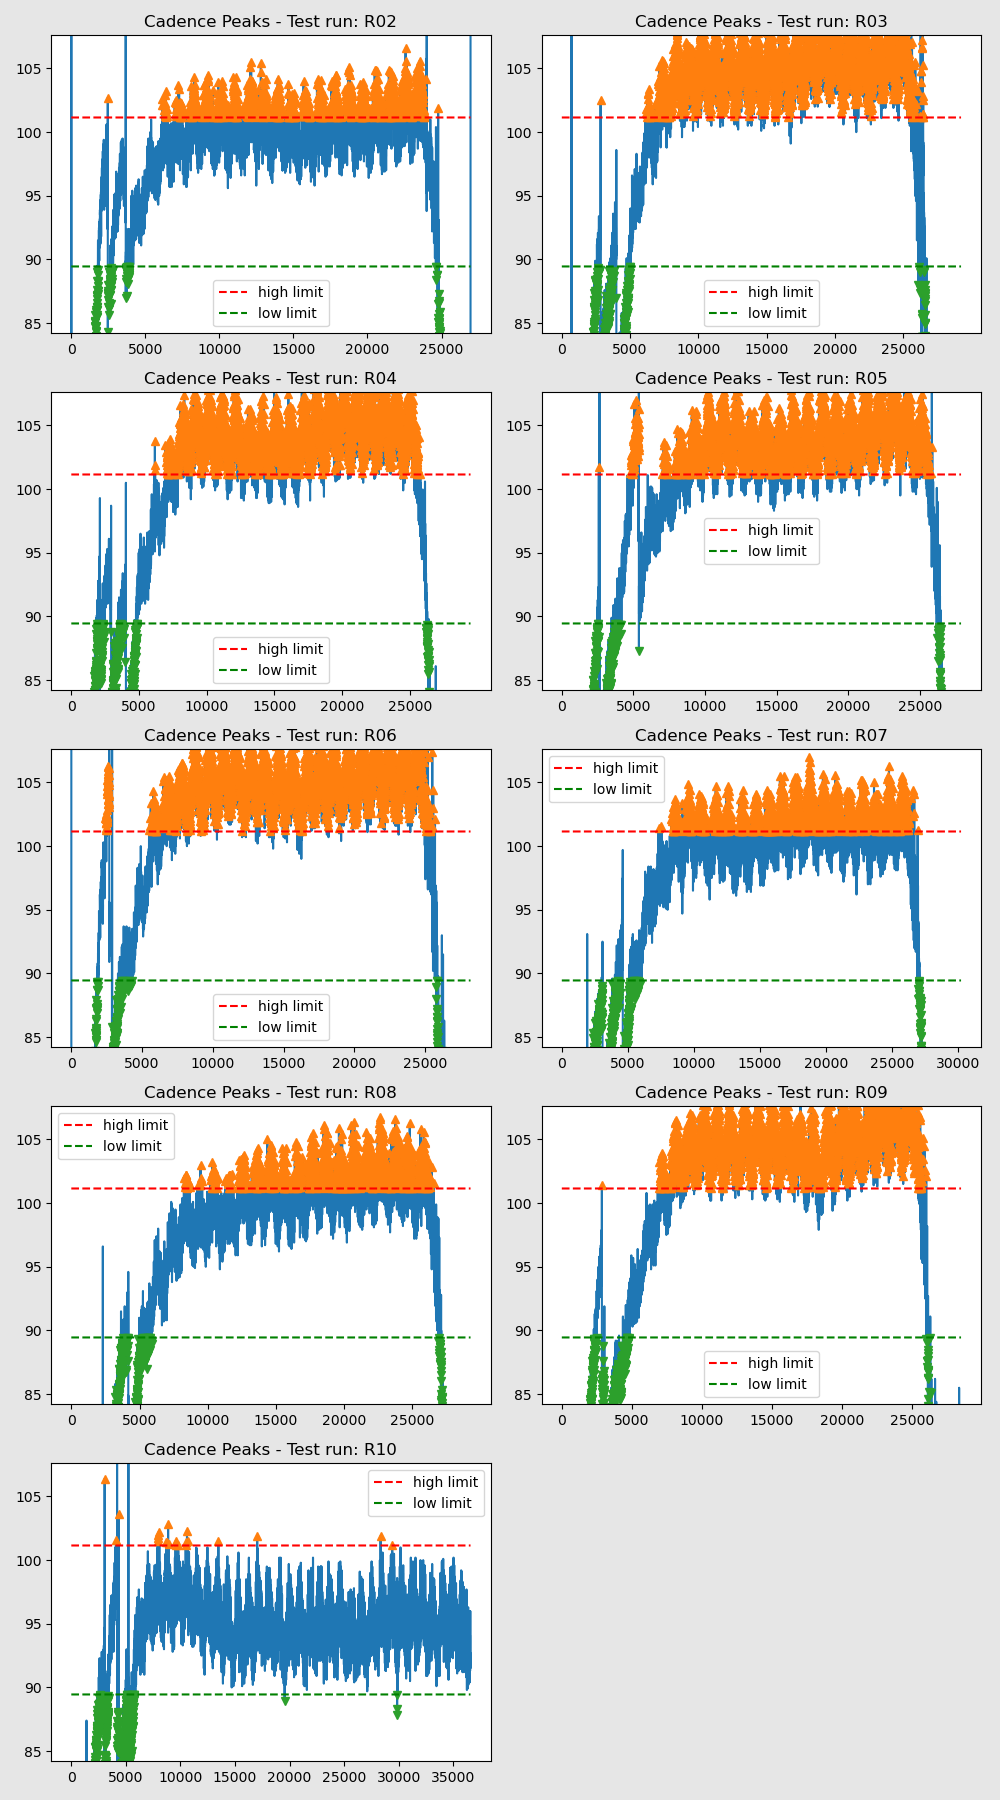 Cadence Peaks - Test run: R02
105
100
95
90
85
high limit
low limit
0 5000 10000 15000 20000 25000
Cadence Peaks - Test run: R03
105
100
95
90
85
high limit
low limit
0 5000 10000 15000 20000 25000
Cadence Peaks - Test run: R04
105
100
95
90
85
high limit
low limit
0 5000 10000 15000 20000 25000
Cadence Peaks - Test run: R05
105
100
95
90
85
high limit
low limit
0 5000 10000 15000 20000 25000
Cadence Peaks - Test run: R06
105
100
95
90
85
high limit
low limit
0 5000 10000 15000 20000 25000
Cadence Peaks - Test run: R07
high limit
low limit
105
100
95
90
85
0 5000 10000 15000 20000 25000 30000
Cadence Peaks - Test run: R08
high limit
low limit
105
100
95
90
85
0 5000 10000 15000 20000 25000
Cadence Peaks - Test run: R09
105
100
95
90
85
high limit
low limit
0 5000 10000 15000 20000 25000
Cadence Peaks - Test run: R10
high limit
low limit
105
100
95
90
85
0 5000 10000 15000 20000 25000 30000 35000